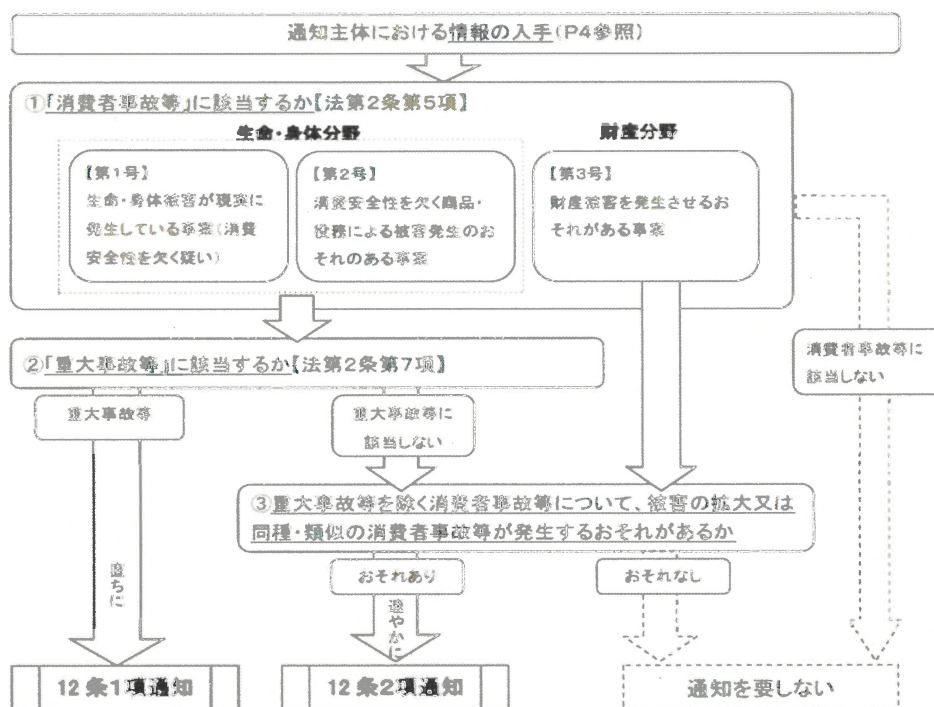 通知主体における情報の入手(P4参照)
①「消費者事故等」に該当するか【法第2条第5項】
生命・身体分野
財産分野
【第1号】
生命・身体被害が現実に
発生している事案(消費
安全性を欠く疑い)
【第2号】
消費安全性を欠く商品・
役務による被害発生のお
それのある事案
【第3号】
財産被害を発生させるお
それがある事案
消費者事故等に
該当しない
②「重大事故等」に該当するか【法第2条第7項】
重大事故等
重大事故等に
該当しない
③重大事故等を除く消費者事故等について、被害の拡大又は
同種・類似の消費者事故等が発生するおそれがあるか
直ちに
おそれあり
おそれなし
速やかに
12条1項通知
12条2項通知
通知を要しない